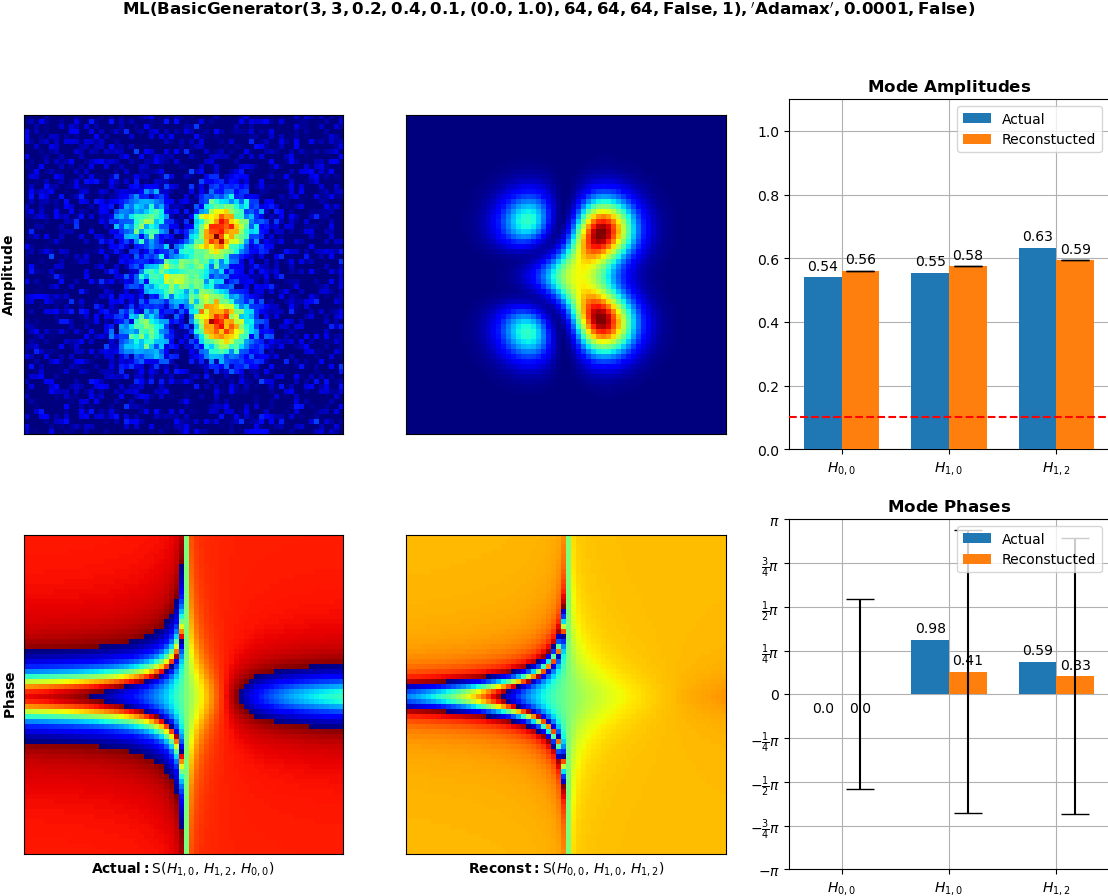 ML(BasicGenerator(3, 3, 0.2, 0.4, 0.1, (0.0, 1.0), 64, 64, 64, False, 1), ′Adamax′, 0.0001, False)
Amplitude
Mode Amplitudes
Actual
Reconstucted
1.0
0.8
0.6
0.4
0.2
0.0
0.54 0.56
0.55 0.58
0.63 0.59
H0,0 H1,0 H1,2
Phase
Actual: S(H1,0, H1,2, H0,0)
Reconst: S(H0,0, H1,0, H1,2)
Mode Phases
Actual
Reconstucted
π
3/4π
1/2π
1/4π
0
−1/4π
−1/2π
−3/4π
−π
0.0 0.0
0.98 0.41
0.59 0.33
H0,0 H1,0 H1,2